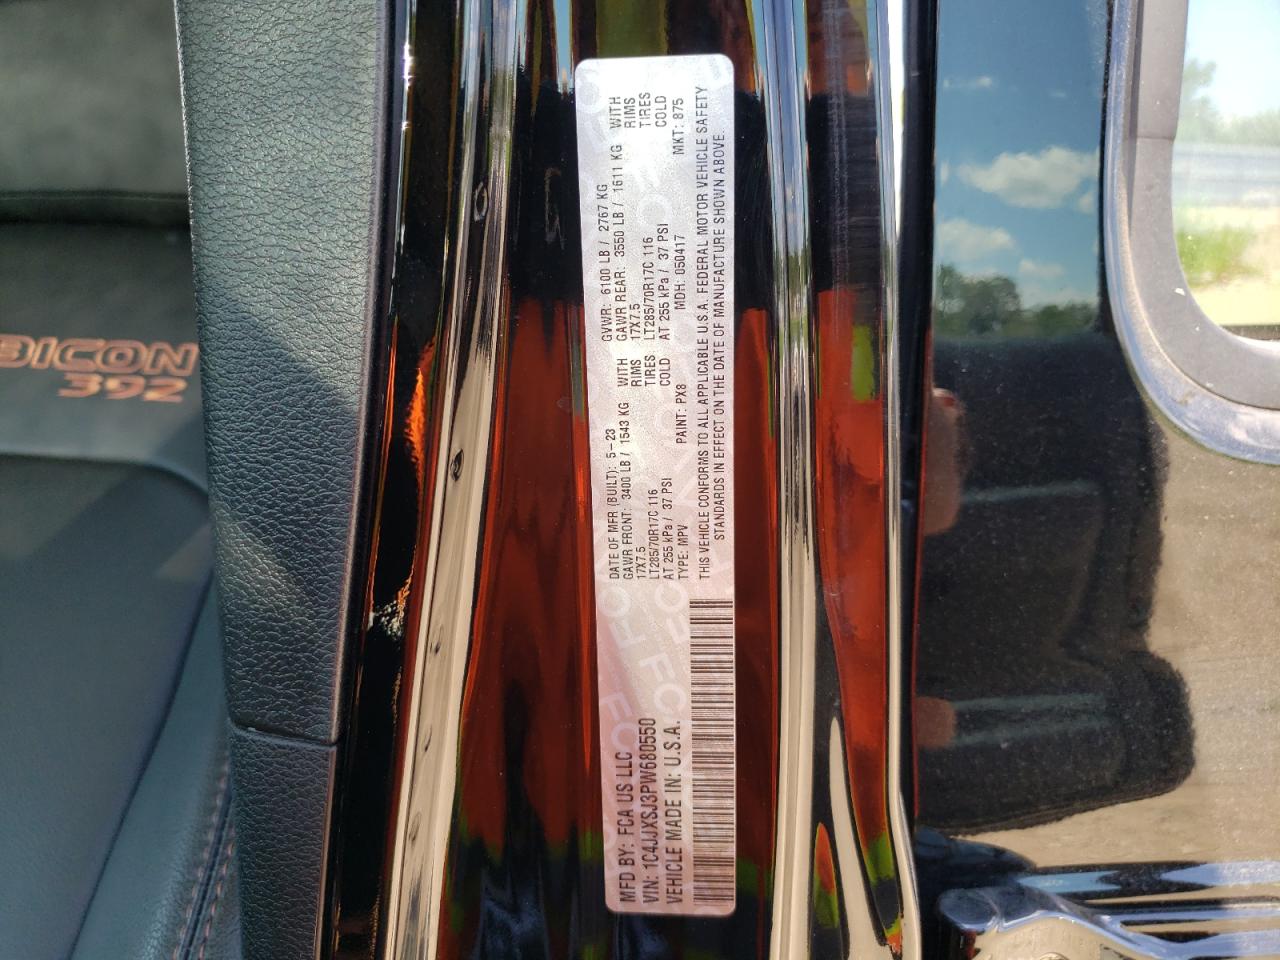 MFD BY: FCA US LLC
VIN: 1C4JJXSJ3PW680550
VEHICLE MADE IN: U.S.A.
DATE OF MFR (BUILT): 5-23 GVWR: 6100 LB / 2767 KG
GAWR FRONT: 3400 LB / 1543 KG WITH GAWR REAR: 3550 LB / 1611 KG WITH
17X7.5 RIMS 17X7.5 RIMS
LT285/70R17C 116 TIRES LT285/70R17C 116 TIRES
AT 255 kPa / 37 PSI COLD AT 255 kPa / 37 PSI COLD
TYPE: MPV PAINT: PX8 MDH: 050417 MKT: 875
THIS VEHICLE CONFORMS TO ALL APPLICABLE U.S.A. FEDERAL MOTOR VEHICLE SAFETY
STANDARDS IN EFFECT ON THE DATE OF MANUFACTURE SHOWN ABOVE.
BICON
392